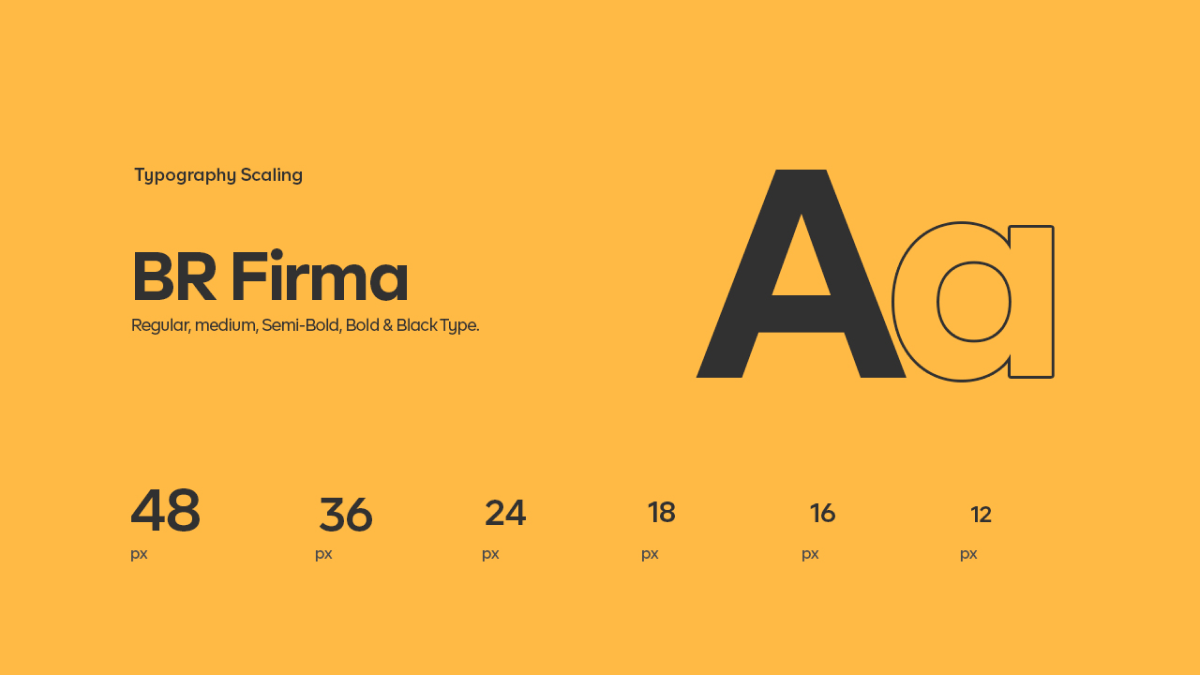 Typography Scaling
BR Firma
Regular, medium, Semi-Bold, Bold & Black Type.
Aa
48 36 24 18 16 12
px px px px px px